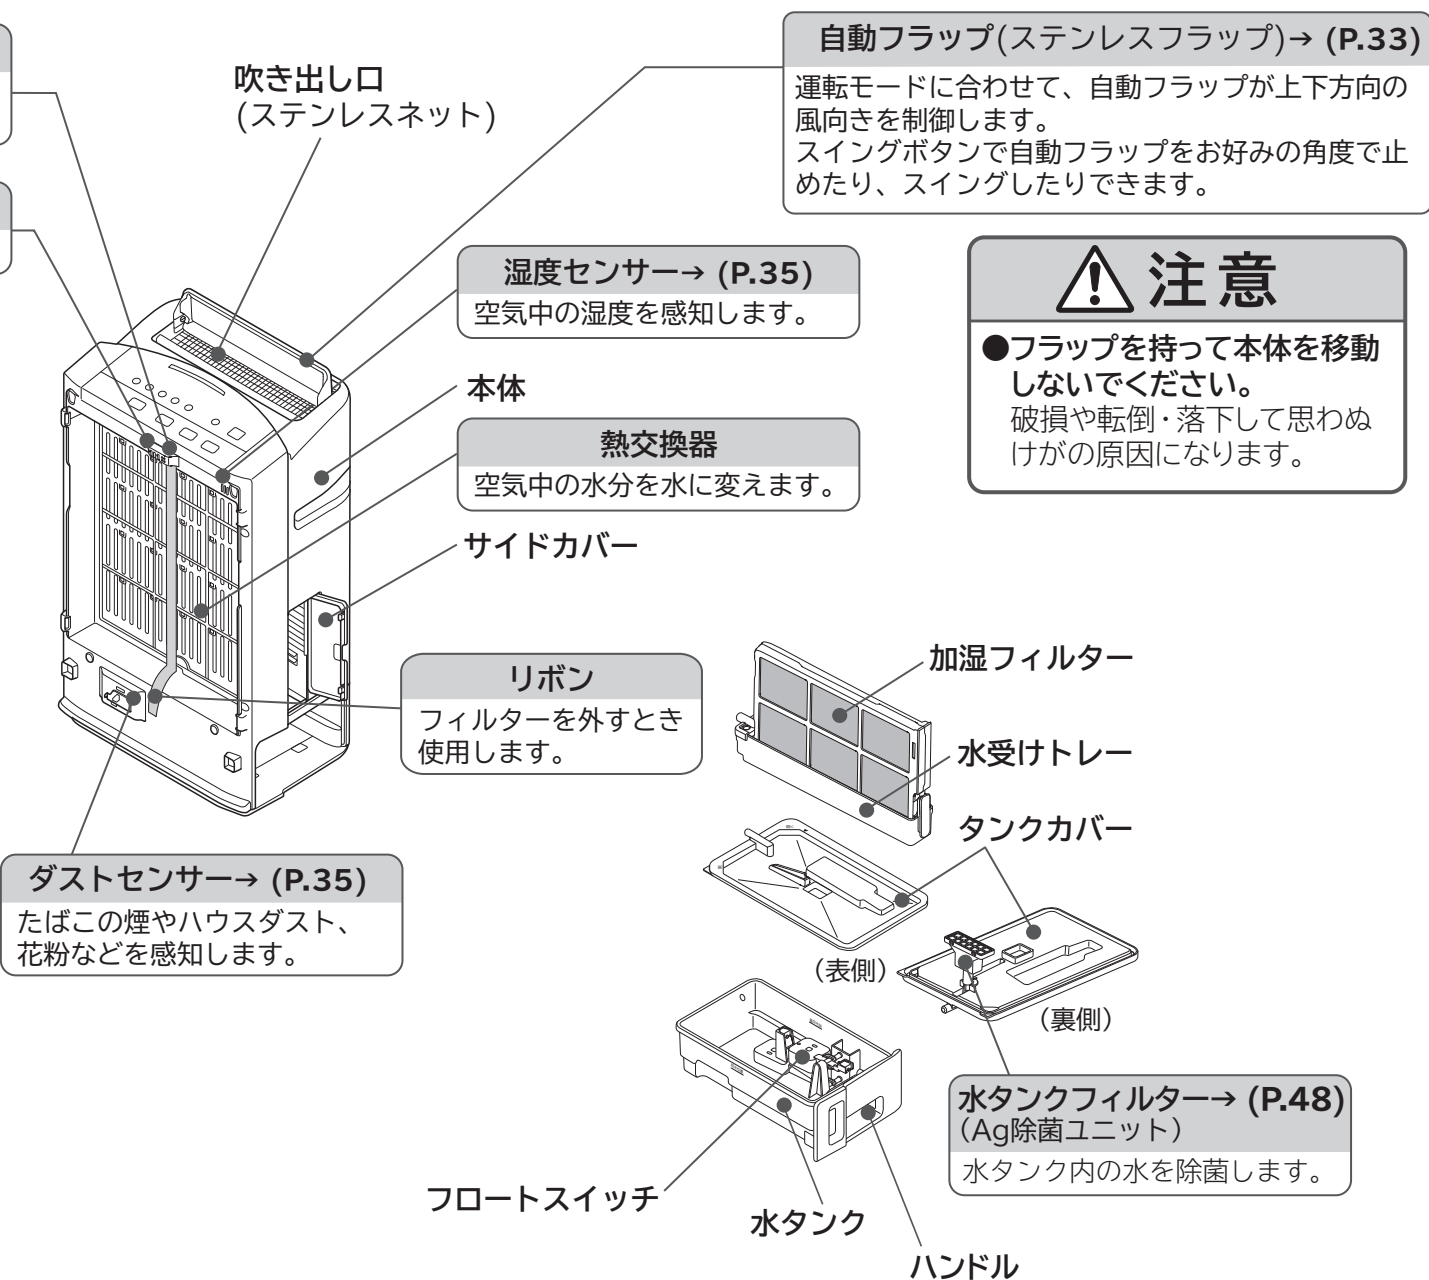 自動フラップ(ステンレスフラップ)→ (P.33)
運転モードに合わせて、自動フラップが上下方向の
風向きを制御します。
スイングボタンで自動フラップをお好みの角度で止
めたり、スイングしたりできます。
吹き出し口
(ステンレスネット)
湿度センサー→ (P.35)
空気中の湿度を感知します。
注意
●フラップを持って本体を移動
しないでください。
破損や転倒・落下して思わぬ
けがの原因になります。
本体
熱交換器
空気中の水分を水に変えます。
サイドカバー
リボン
フィルターを外すとき
使用します。
加湿フィルター
水受けトレー
タンクカバー
ダストセンサー→ (P.35)
たばこの煙やハウスダスト、
花粉などを感知します。
(表側)
(裏側)
水タンクフィルター→ (P.48)
(Ag除菌ユニット)
水タンク内の水を除菌します。
フロートスイッチ
水タンク
ハンドル